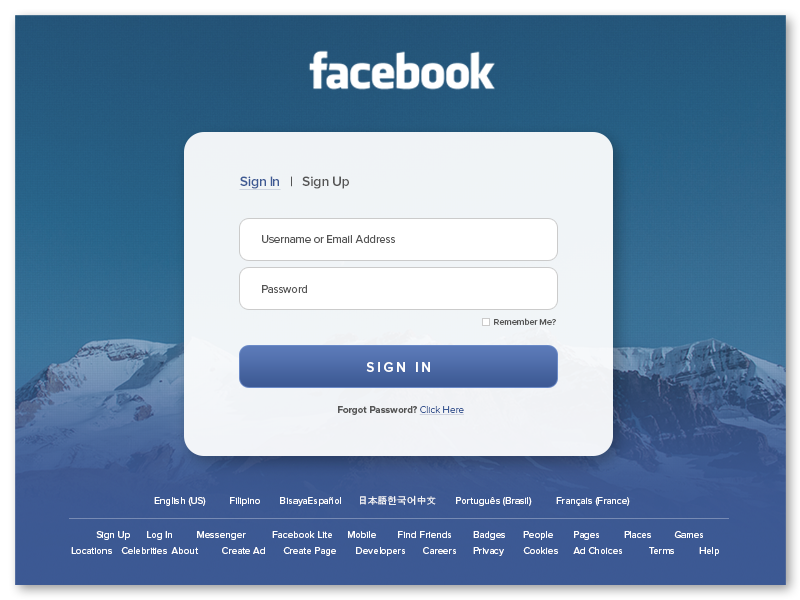 facebook
Sign In | Sign Up
Username or Email Address
Password
Remember Me?
SIGN IN
Forgot Password? Click Here
English (US) Filipino BisayaEspañol 日本語한국어中文 Português (Brasil) Français (France)
Sign Up Log In Messenger Facebook Lite Mobile Find Friends Badges People Pages Places Games
Locations Celebrities About Create Ad Create Page Developers Careers Privacy Cookies Ad Choices Terms Help